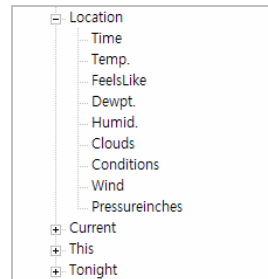 Location
Time
Temp.
FeelsLike
Dewpt.
Humid.
Clouds
Conditions
Wind
Pressureinches
Current
This
Tonight